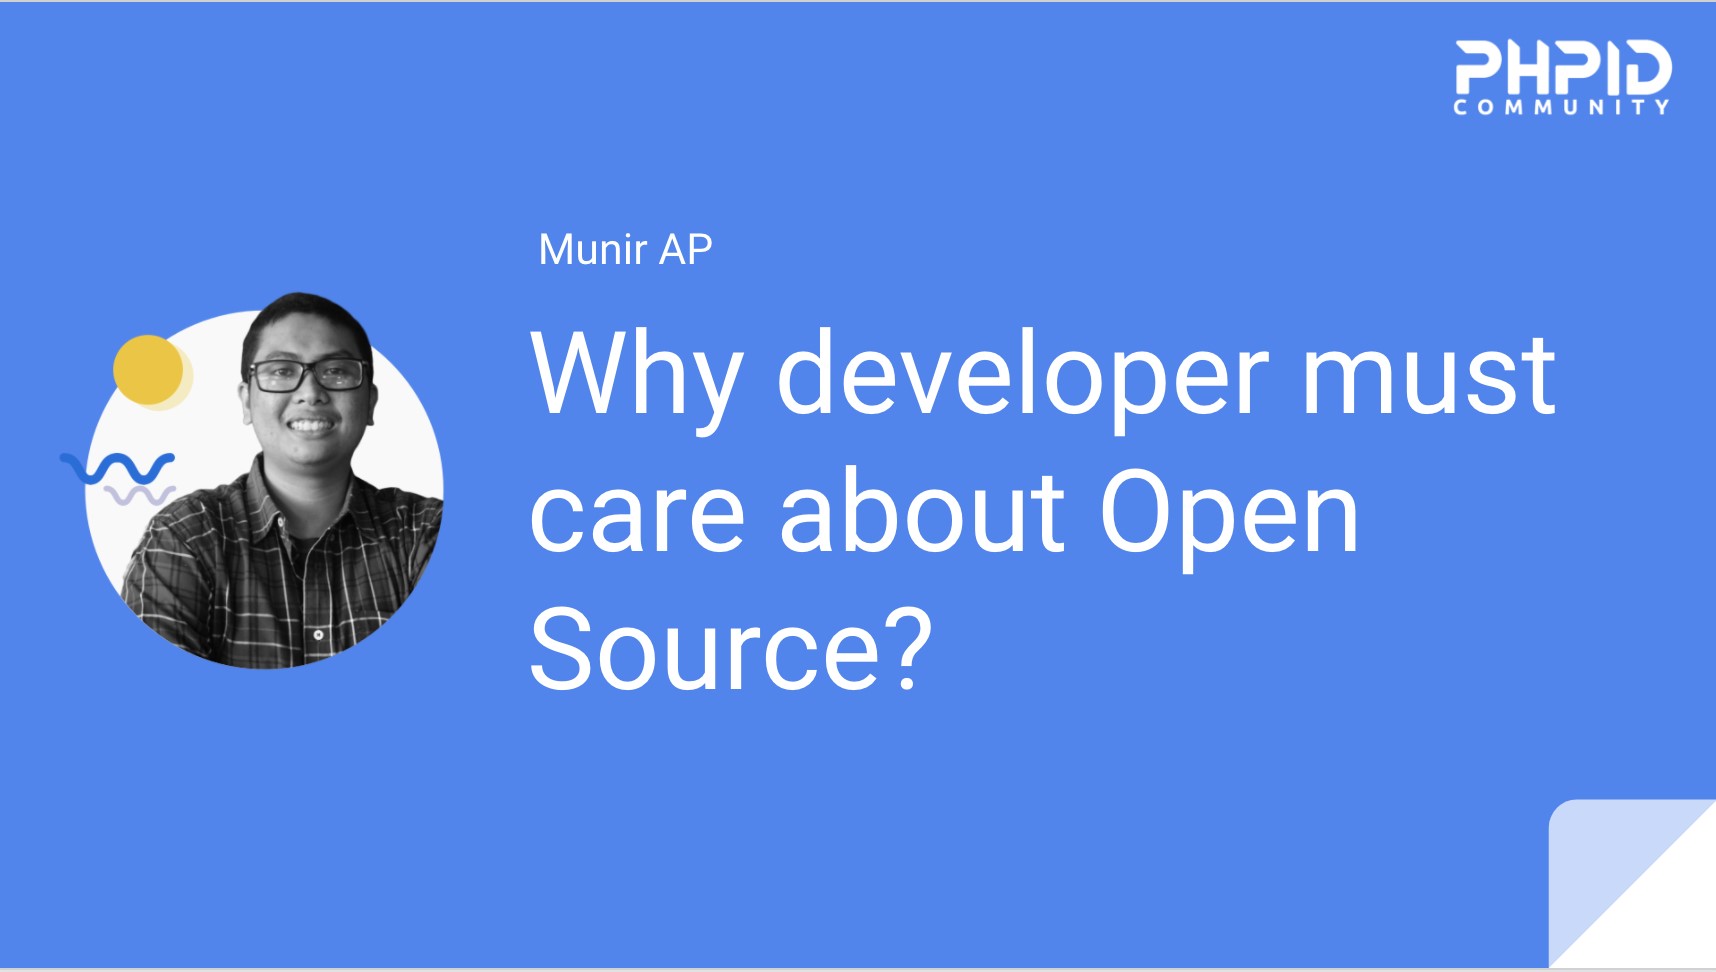 PHPID
COMMUNITY
Munir AP
Why developer must
care about Open
Source?